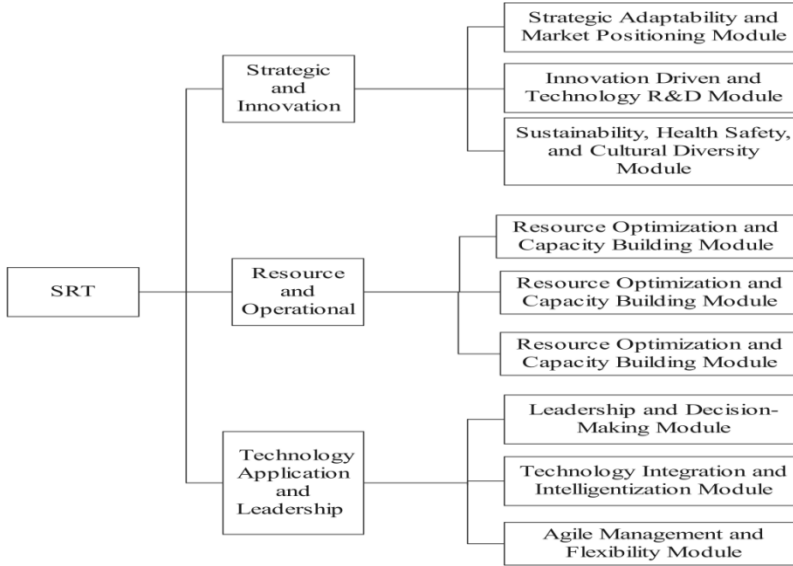 Strategic Adaptability and
Market Positioning Module
Strategic
and
Innovation
Innovation Driven and
Technology R&D Module
Sustainability, Health Safety,
and Cultural Diversity
Module
Resource Optimization and
Capacity Building Module
SRT
Resource
and
Operational
Resource Optimization and
Capacity Building Module
Resource Optimization and
Capacity Building Module
Leadership and Decision-
Making Module
Technology
Application
and
Leadership
Technology Integration and
Intelligentization Module
Agile Management and
Flexibility Module